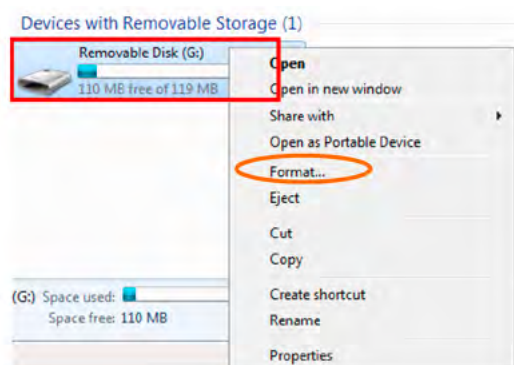 Devices with Removable Storage (1)
Removable Disk (G:)
110 MB free of 119 MB
Open
Open in new window
Share with
Open as Portable Device
Format...
Eject
Cut
Copy
Create shortcut
Rename
Properties
(G:) Space used:
Space free: 110 MB